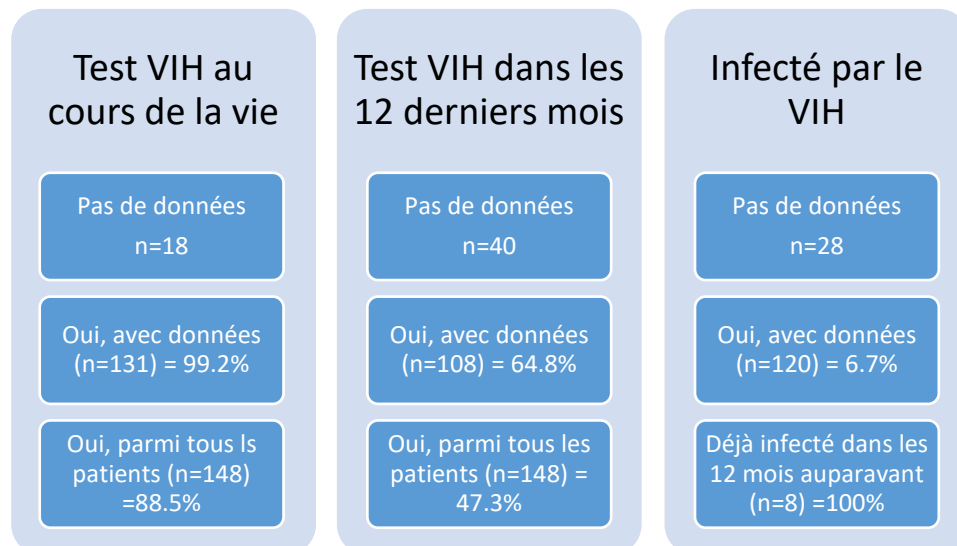 Test VIH au
cours de la vie
Pas de données
n=18
Oui, avec données
(n=131) = 99.2%
Oui, parmi tous ls
patients (n=148)
=88.5%
Test VIH dans les
12 derniers mois
Pas de données
n=40
Oui, avec données
(n=108) = 64.8%
Oui, parmi tous les
patients (n=148) =
47.3%
Infecté par le
VIH
Pas de données
n=28
Oui, avec données
(n=120) = 6.7%
Déjà infecté dans les
12 mois auparavant
(n=8) =100%